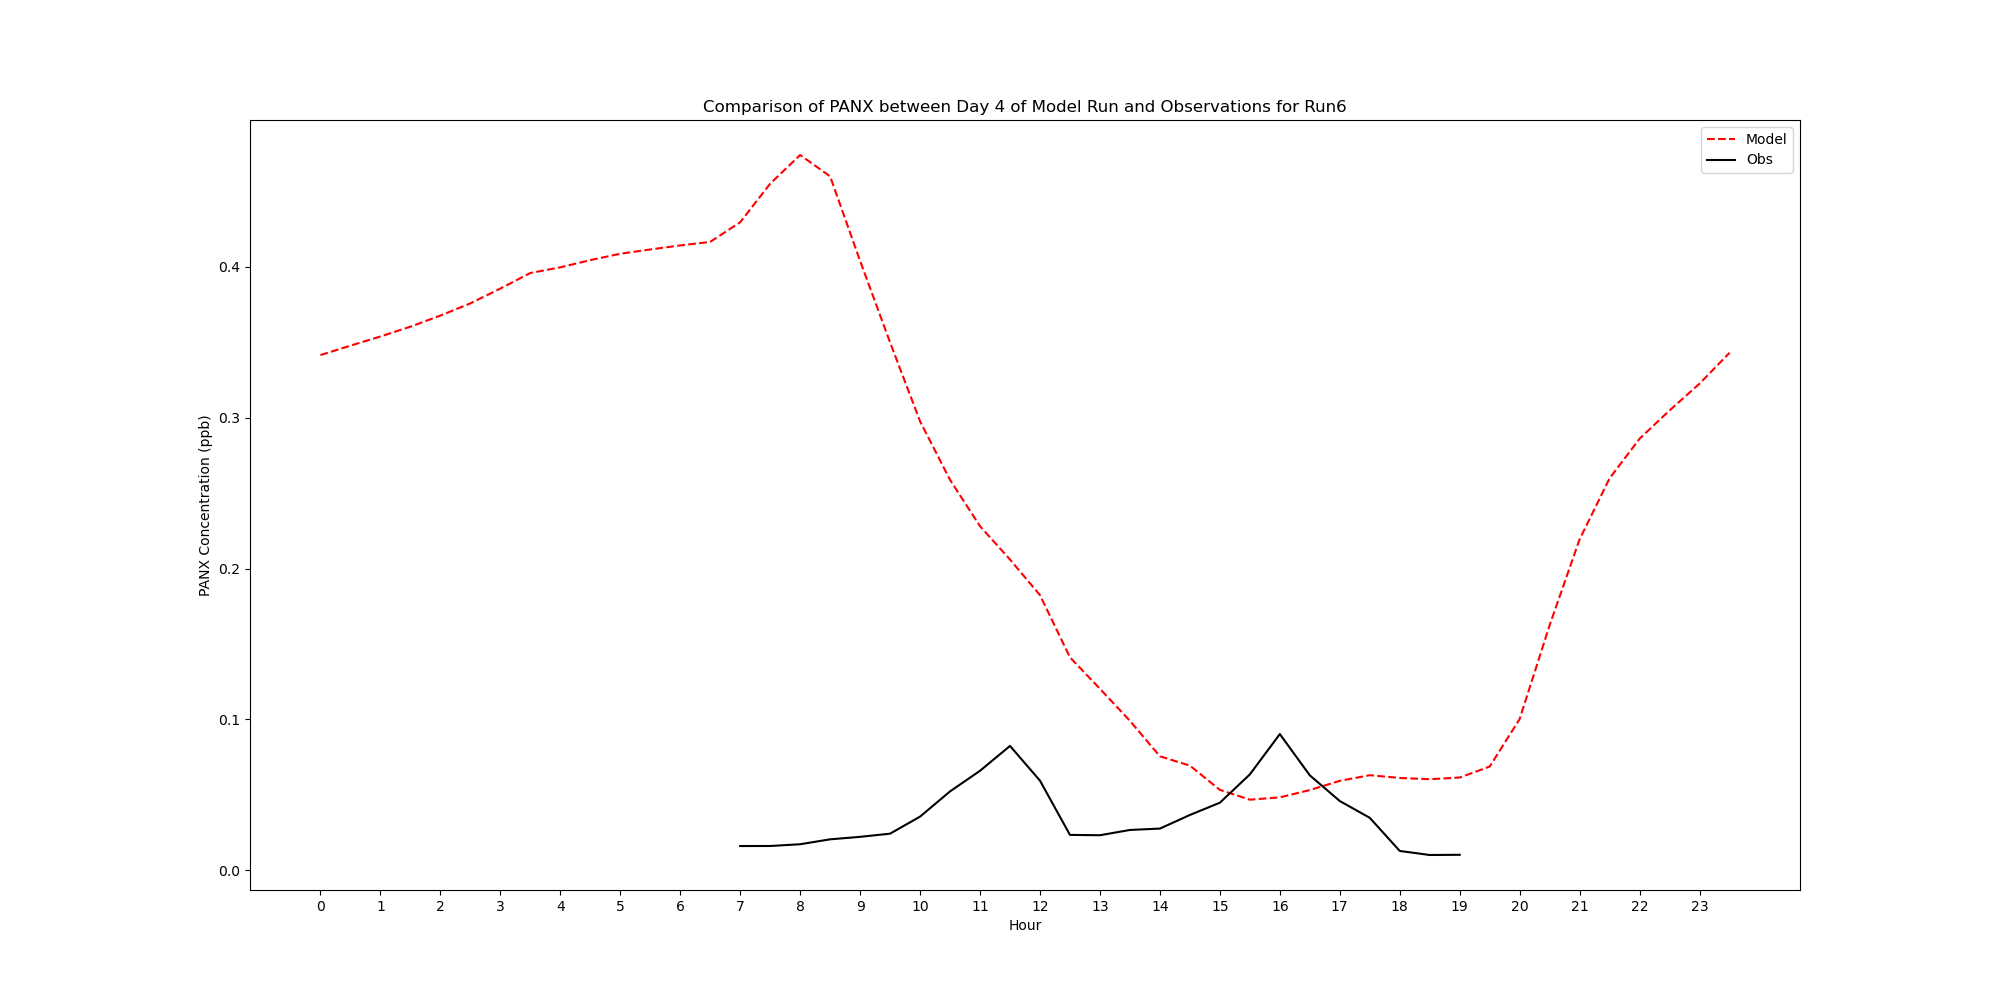 Comparison of PANX between Day 4 of Model Run and Observations for Run6
Model
Obs
PANX Concentration (ppb)
0.4
0.3
0.2
0.1
0.0
0 1 2 3 4 5 6 7 8 9 10 11 12 13 14 15 16 17 18 19 20 21 22 23
Hour